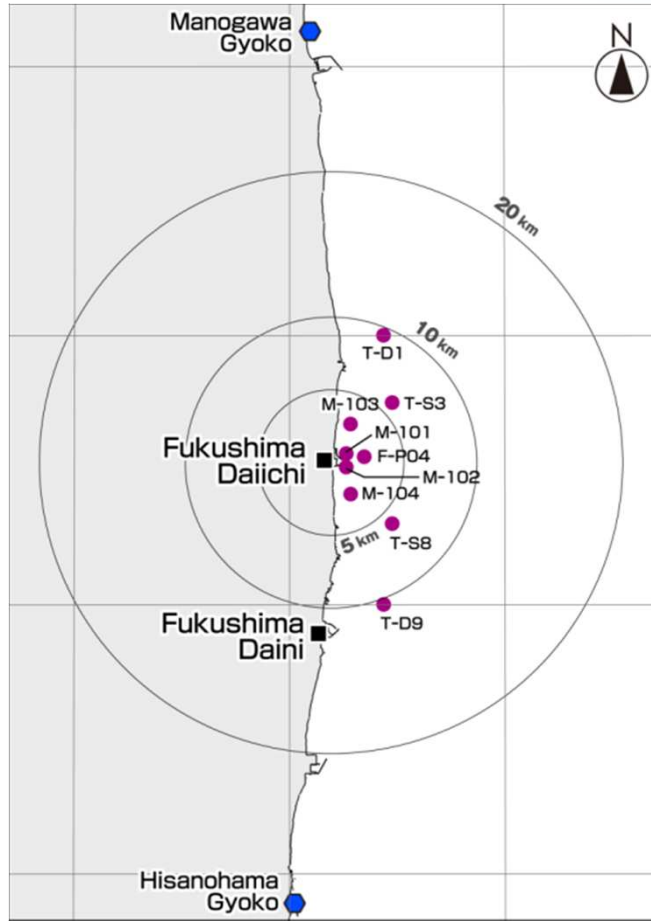 Manogawa
Gyoko
N
20 km
10 km
T-D1
M-103
T-S3
M-101
Fukushima
Daiichi
F-P04
M-102
M-104
5 km
T-S8
Fukushima
Daini
T-D9
Hisanohama
Gyoko